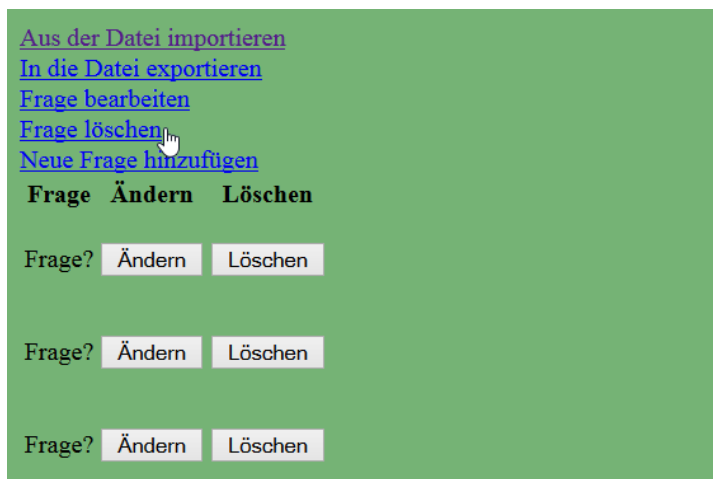 Aus der Datei importieren
In die Datei exportieren
Frage bearbeiten
Frage löschen
Neue Frage hinzufügen
Frage Ändern Löschen
Frage? Ändern Löschen
Frage? Ändern Löschen
Frage? Ändern Löschen